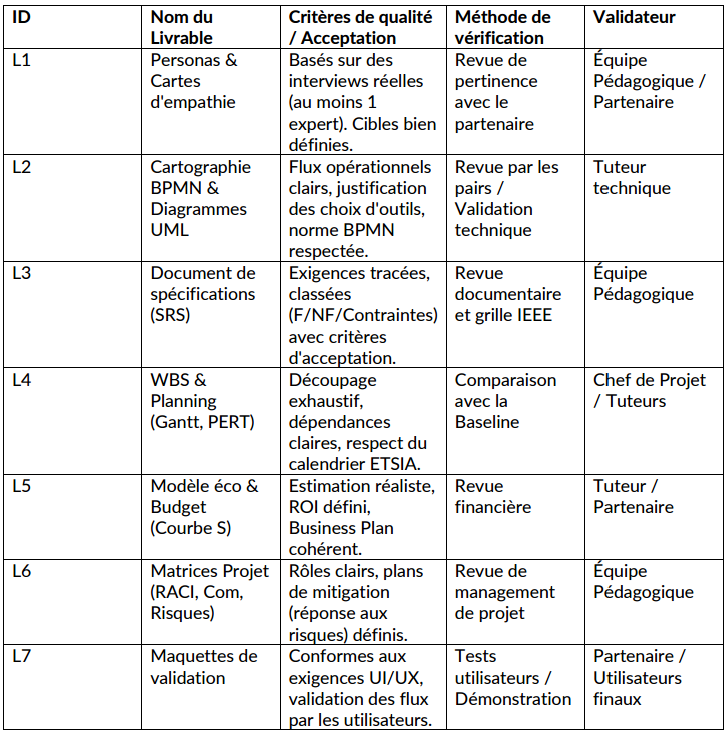 ID
Nom du
Livrable
Critères de qualité
/ Acceptation
Méthode de
vérification
Validateur
L1
Personas &
Cartes
d'empathie
Basés sur des
interviews réelles
(au moins 1
expert). Cibles bien
définies.
Revue de
pertinence
avec le
partenaire
Équipe
Pédagogique /
Partenaire
L2
Cartographie
BPMN &
Diagrammes
UML
Flux opérationnels
clairs, justification
des choix d'outils,
norme BPMN
respectée.
Revue par les
pairs /
Validation
technique
Tuteur
technique
L3
Document de
spécifications
(SRS)
Exigences tracées,
classées
(F/NF/Contraintes)
avec critères
d'acceptation.
Revue
documentaire
et grille IEEE
Équipe
Pédagogique
L4
WBS &
Planning
(Gantt, PERT)
Découpage
exhaustif,
dépendances
claires, respect du
calendrier ETSIA.
Comparaison
avec la
Baseline
Chef de Projet
/ Tuteurs
L5
Modèle éco &
Budget
(Courbe S)
Estimation réaliste,
ROI défini,
Business Plan
cohérent.
Revue
financière
Tuteur /
Partenaire
L6
Matrices Projet
(RACI, Com,
Risques)
Rôles clairs, plans
de mitigation
(réponse aux
risques) définis.
Revue de
management
de projet
Équipe
Pédagogique
L7
Maquettes de
validation
Conformes aux
exigences UI/UX,
validation des flux
par les utilisateurs.
Tests
utilisateurs /
Démonstration
Partenaire /
Utilisateurs
finaux